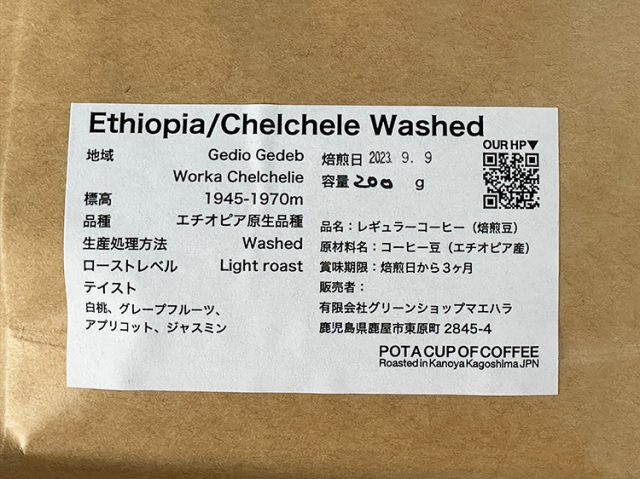 Ethiopia/Chelchele Washed
OUR HP▼
地域 Gedio Gedeb
Worka Chelchelie
標高 1945-1970m
品種 エチオピア原生品種
生産処理方法 Washed
ローストレベル Light roast
テイスト
白桃、グレープフルーツ、
アプリコット、ジャスミン
焙煎日 2023. 9. 9
容量 200 g
品名：レギュラーコーヒー（焙煎豆）
原材料名：コーヒー豆（エチオピア産）
賞味期限：焙煎日から3ヶ月
販売者：
有限会社グリーンショップマエハラ
鹿児島県鹿屋市東原町 2845-4
POTA CUP OF COFFEE
Roasted in Kanoya Kagoshima JPN